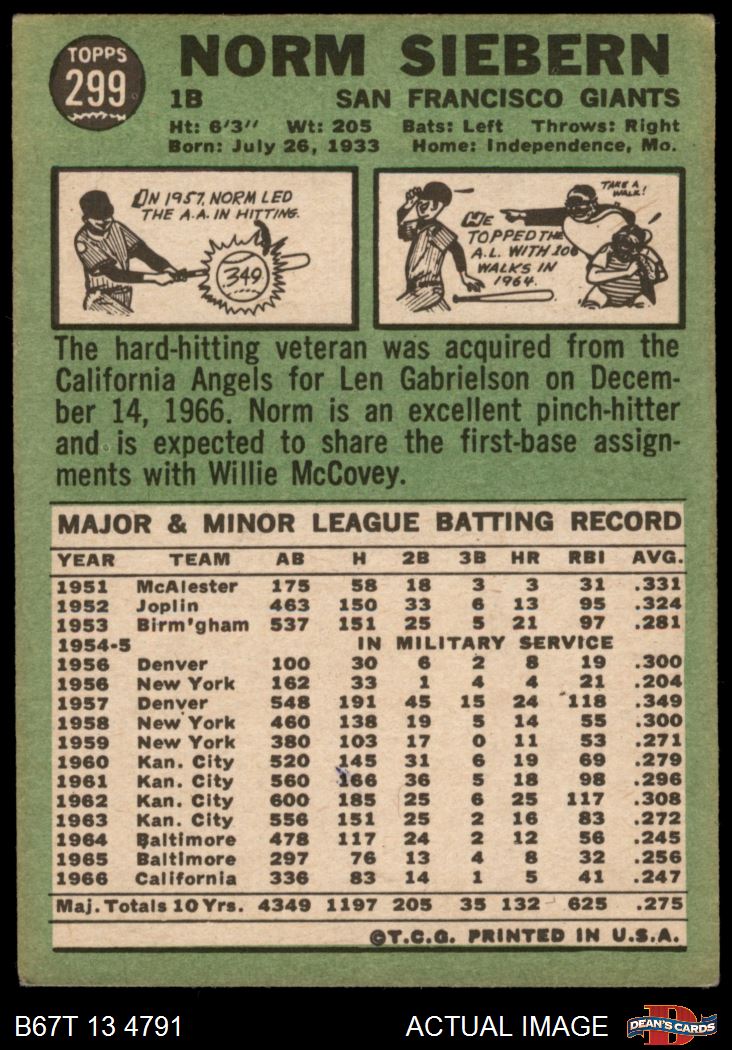 TOPPS
299
NORM SIEBERN
1B SAN FRANCISCO GIANTS
Ht: 6'3" Wt: 205 Bats: Left Throws: Right
Born: July 26, 1933 Home: Independence, Mo.
IN 1957, NORM LED
THE A.A. IN HITTING.
349
HE
TOPPED THE
A.L. WITH 106
WALKS IN
1964.
TAKE A
WALK!
The hard-hitting veteran was acquired from the
California Angels for Len Gabrielson on Decem-
ber 14, 1966. Norm is an excellent pinch-hitter
and is expected to share the first-base assign-
ments with Willie McCovey.
MAJOR & MINOR LEAGUE BATTING RECORD
YEAR TEAM AB H 2B 3B HR RBI AVG.
1951 McAlester 175 58 18 3 3 31 .331
1952 Joplin 463 150 33 6 13 95 .324
1953 Birm'gham 537 151 25 5 21 97 .281
1954-5 IN MILITARY SERVICE
1956 Denver 100 30 6 2 8 19 .300
1956 New York 162 33 1 4 4 21 .204
1957 Denver 548 191 45 15 24 118 .349
1958 New York 460 138 19 5 14 55 .300
1959 New York 380 103 17 0 11 53 .271
1960 Kan. City 520 145 31 6 19 69 .279
1961 Kan. City 560 166 36 5 18 98 .296
1962 Kan. City 600 185 25 6 25 117 .308
1963 Kan. City 556 151 25 2 16 83 .272
1964 Baltimore 478 117 24 2 12 56 .245
1965 Baltimore 297 76 13 4 8 32 .256
1966 California 336 83 14 1 5 41 .247
Maj. Totals 10 Yrs. 4349 1197 205 35 132 625 .275
©T.C.G. PRINTED IN U.S.A.
B67T 13 4791 ACTUAL IMAGE
D
DEAN'S CARDS